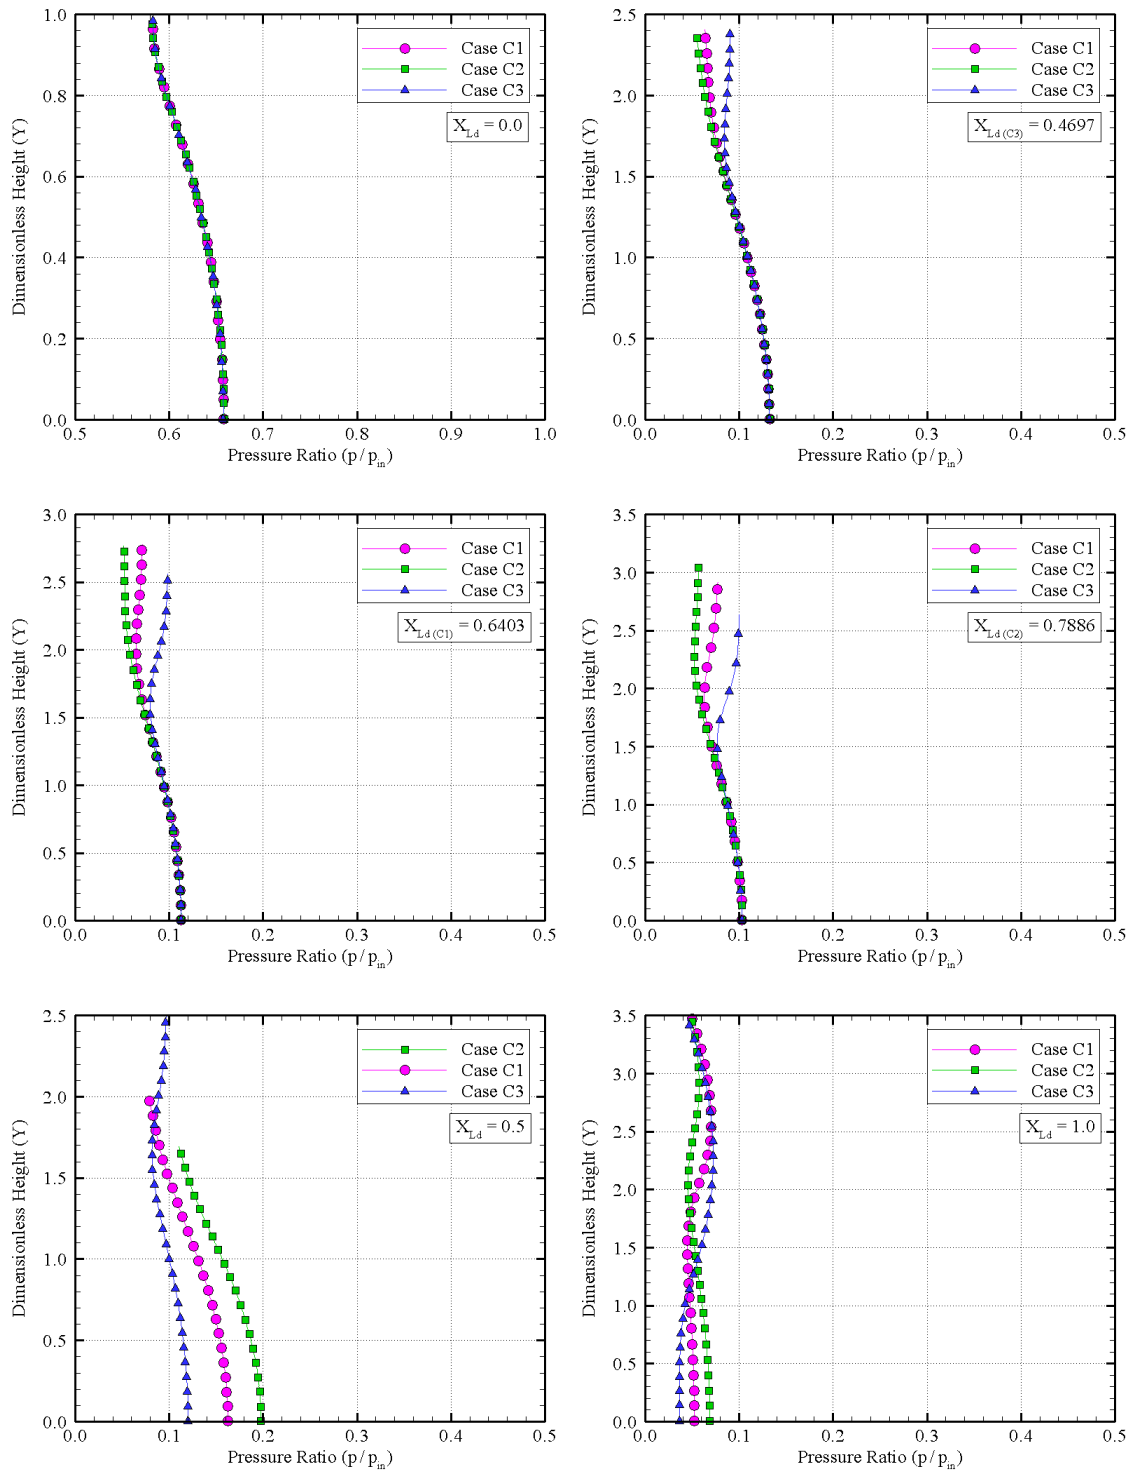 1.0
0.8
0.6
0.4
0.2
0.0
Dimensionless Height (Y)
0.5 0.6 0.7 0.8 0.9 1.0
Pressure Ratio (p / p_in)
Case C1
Case C2
Case C3
X_Ld = 0.0
2.5
2.0
1.5
1.0
0.5
0.0
Dimensionless Height (Y)
0.0 0.1 0.2 0.3 0.4 0.5
Pressure Ratio (p / p_in)
Case C1
Case C2
Case C3
X_Ld (C3) = 0.4697
3.0
2.5
2.0
1.5
1.0
0.5
0.0
Dimensionless Height (Y)
0.0 0.1 0.2 0.3 0.4 0.5
Pressure Ratio (p / p_in)
Case C1
Case C2
Case C3
X_Ld (C1) = 0.6403
3.5
3.0
2.5
2.0
1.5
1.0
0.5
0.0
Dimensionless Height (Y)
0.0 0.1 0.2 0.3 0.4 0.5
Pressure Ratio (p / p_in)
Case C1
Case C2
Case C3
X_Ld (C2) = 0.7886
2.5
2.0
1.5
1.0
0.5
0.0
Dimensionless Height (Y)
0.0 0.1 0.2 0.3 0.4 0.5
Pressure Ratio (p / p_in)
Case C2
Case C1
Case C3
X_Ld = 0.5
3.5
3.0
2.5
2.0
1.5
1.0
0.5
0.0
Dimensionless Height (Y)
0.0 0.1 0.2 0.3 0.4 0.5
Pressure Ratio (p / p_in)
Case C1
Case C2
Case C3
X_Ld = 1.0